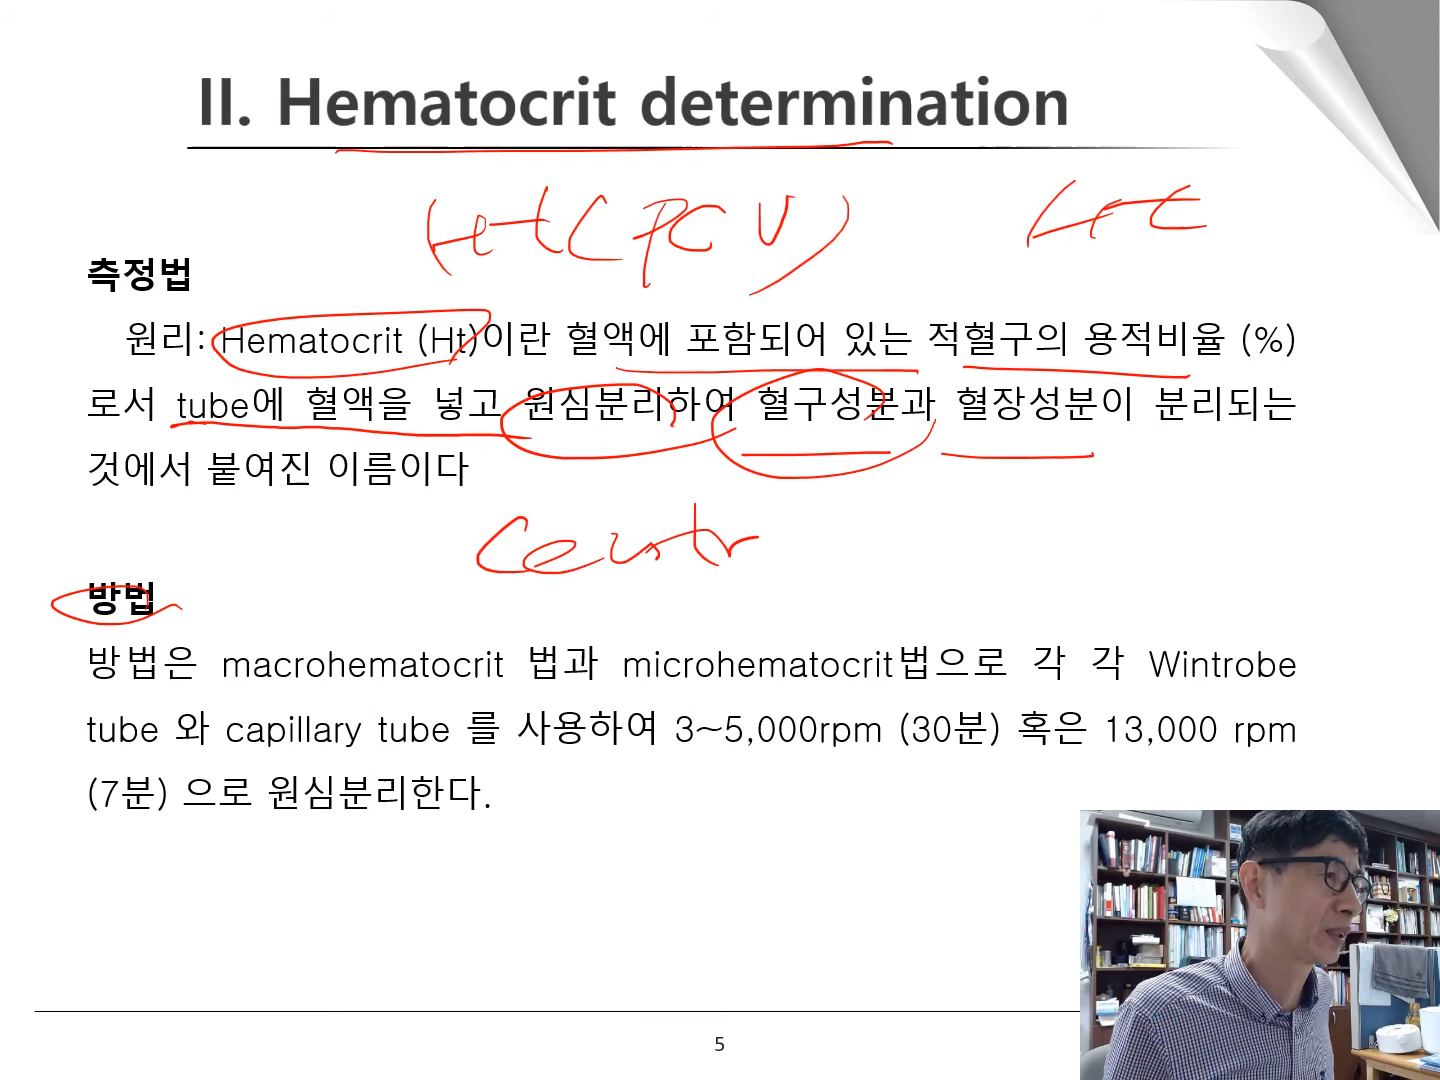 II. Hematocrit determination
Ht(PCV) Ht
측정법
원리: Hematocrit (Ht)이란 혈액에 포함되어 있는 적혈구의 용적비율 (%)
로서 tube에 혈액을 넣고 원심분리하여 혈구성분과 혈장성분이 분리되는
것에서 붙여진 이름이다
방법
방법은 macrohematocrit 법과 microhematocrit법으로 각 각 Wintrobe
tube 와 capillary tube 를 사용하여 3~5,000rpm (30분) 혹은 13,000 rpm
(7분) 으로 원심분리한다.
5